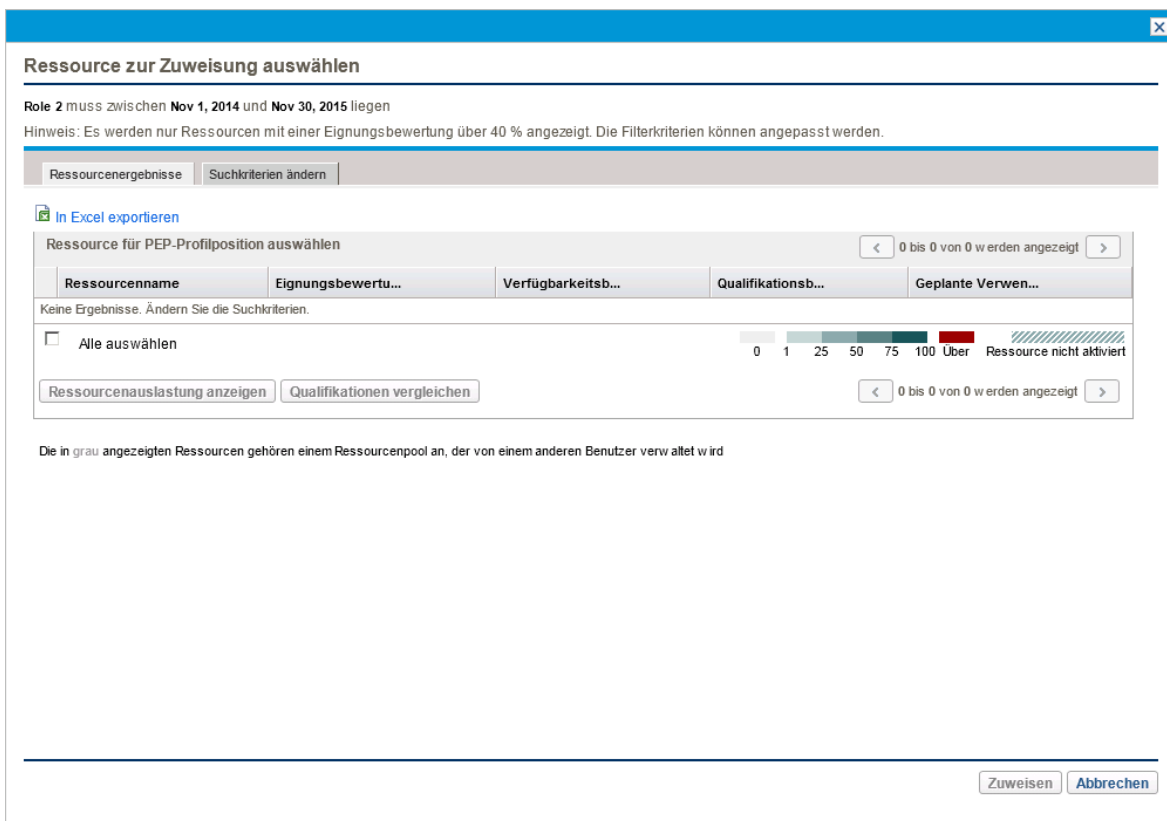 Ressource zur Zuweisung auswählen
Role 2 muss zwischen Nov 1, 2014 und Nov 30, 2015 liegen
Hinweis: Es werden nur Ressourcen mit einer Eignungsbewertung über 40 % angezeigt. Die Filterkriterien können angepasst werden.
Ressourcenergebnisse Suchkriterien ändern
In Excel exportieren
Ressource für PEP-Profilposition auswählen 0 bis 0 von 0 werden angezeigt
Ressourcenname Eignungsbewertu... Verfügbarkeitsb... Qualifikationsb... Geplante Verwen...
Keine Ergebnisse. Ändern Sie die Suchkriterien.
Alle auswählen
0 1 25 50 75 100 Über Ressource nicht aktiviert
Ressourcenauslastung anzeigen Qualifikationen vergleichen 0 bis 0 von 0 werden angezeigt
Die in grau angezeigten Ressourcen gehören einem Ressourcenpool an, der von einem anderen Benutzer verwaltet wird
Zuweisen Abbrechen